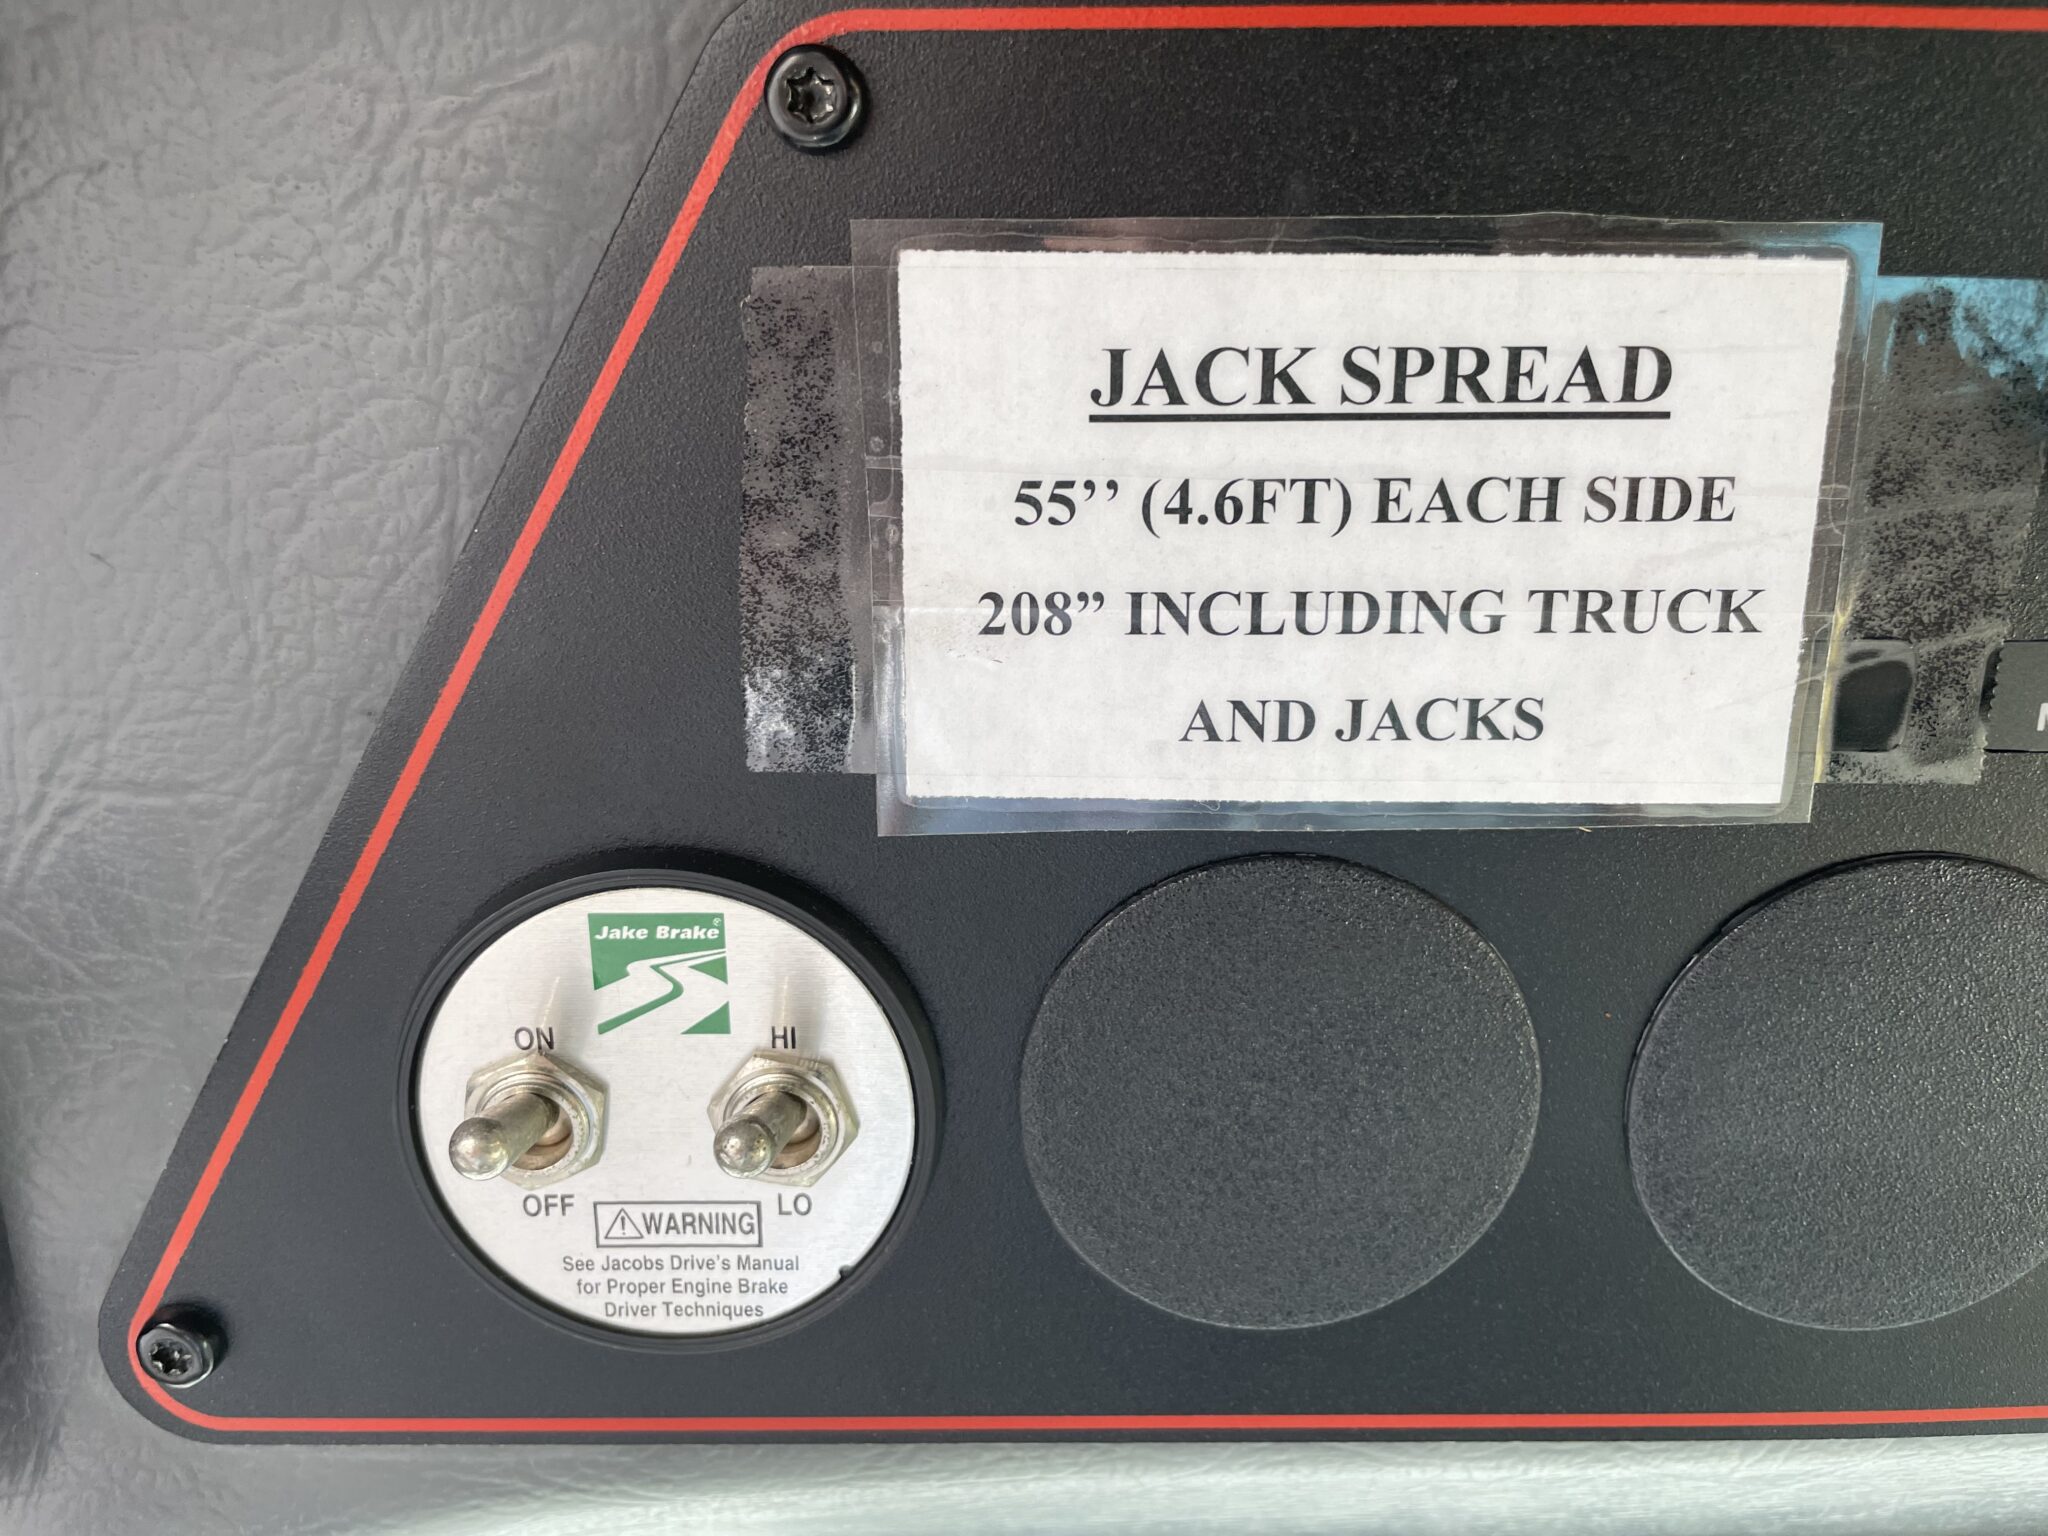 JACK SPREAD
55’’ (4.6FT) EACH SIDE
208” INCLUDING TRUCK
AND JACKS
Jake Brake®
ON
HI
OFF
LO
⚠WARNING
See Jacobs Drive's Manual
for Proper Engine Brake
Driver Techniques